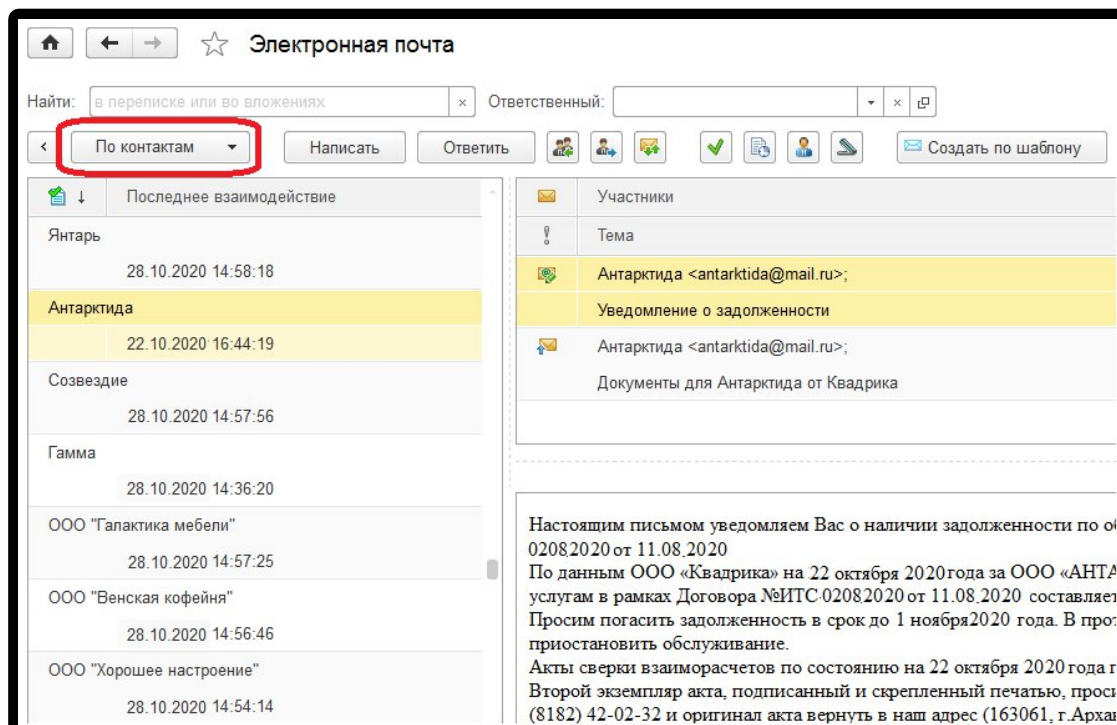 Электронная почта
Найти: в переписке или во вложениях × Ответственный: ×
По контактам Написать Ответить Создать по шаблону
Последнее взаимодействие
Янтарь
28.10.2020 14:58:18
Антарктида
22.10.2020 16:44:19
Созвездие
28.10.2020 14:57:56
Гамма
28.10.2020 14:36:20
ООО "Галактика мебели"
28.10.2020 14:57:25
ООО "Венская кофейня"
28.10.2020 14:56:46
ООО "Хорошее настроение"
28.10.2020 14:54:14
Участники
Тема
Антарктида <antarktida@mail.ru>;
Уведомление о задолженности
Антарктида <antarktida@mail.ru>;
Документы для Антарктида от Квадрика
Настоящим письмом уведомляем Вас о наличии задолженности по
02082020 от 11.08.2020
По данным ООО «Квадрика» на 22 октября 2020 года за ООО
услугам в рамках Договора №ИТС-02082020 от 11.08.2020 составляет
Просим погасить задолженность в срок до 1 ноября2020 года. В
приостановить обслуживание.
Акты сверки взаиморасчетов по состоянию на 22 октября 2020 года
Второй экземпляр акта, подписанный и скрепленный печатью,
(8182) 42-02-32 и оригинал акта вернуть в наш адрес (163061,